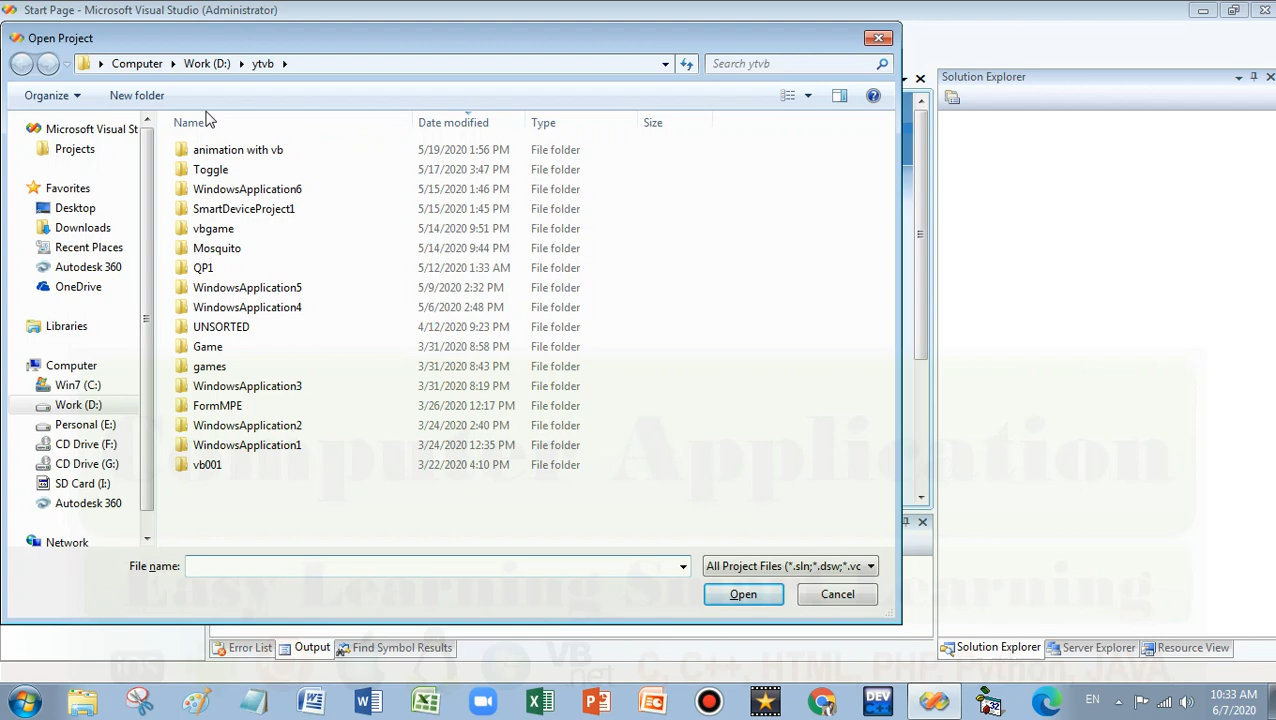 Start Page - Microsoft Visual Studio (Administrator)
Open Project
Computer Work (D:) ytvb
Search ytvb
Organize New folder
Solution Explorer
Name Date modified Type Size
Microsoft Visual St
Projects
Favorites
Desktop
Downloads
Recent Places
Autodesk 360
OneDrive
Libraries
Computer
Win7 (C:)
Work (D:)
Personal (E:)
CD Drive (F:)
CD Drive (G:)
SD Card (I:)
Autodesk 360
Network
animation with vb 5/19/2020 1:56 PM File folder
Toggle 5/17/2020 3:47 PM File folder
WindowsApplication6 5/15/2020 1:46 PM File folder
SmartDeviceProject1 5/15/2020 1:45 PM File folder
vbgame 5/14/2020 9:51 PM File folder
Mosquito 5/14/2020 9:44 PM File folder
QP1 5/12/2020 1:33 AM File folder
WindowsApplication5 5/9/2020 2:32 PM File folder
WindowsApplication4 5/6/2020 2:48 PM File folder
UNSORTED 4/12/2020 9:23 PM File folder
Game 3/31/2020 8:58 PM File folder
games 3/31/2020 8:43 PM File folder
WindowsApplication3 3/31/2020 8:19 PM File folder
FormMPE 3/26/2020 12:17 PM File folder
WindowsApplication2 3/24/2020 2:40 PM File folder
WindowsApplication1 3/24/2020 12:35 PM File folder
vb001 3/22/2020 4:10 PM File folder
Computer Application
File name: All Project Files (*.sln;*.dsw;*.vc
Open Cancel
Easy Learning Smart Learning
Error List Output Find Symbol Results
Solution Explorer Server Explorer Resource View
VB
.net
C, C++, HTML, PHP, JAVA
EN
10:33 AM
6/7/2020